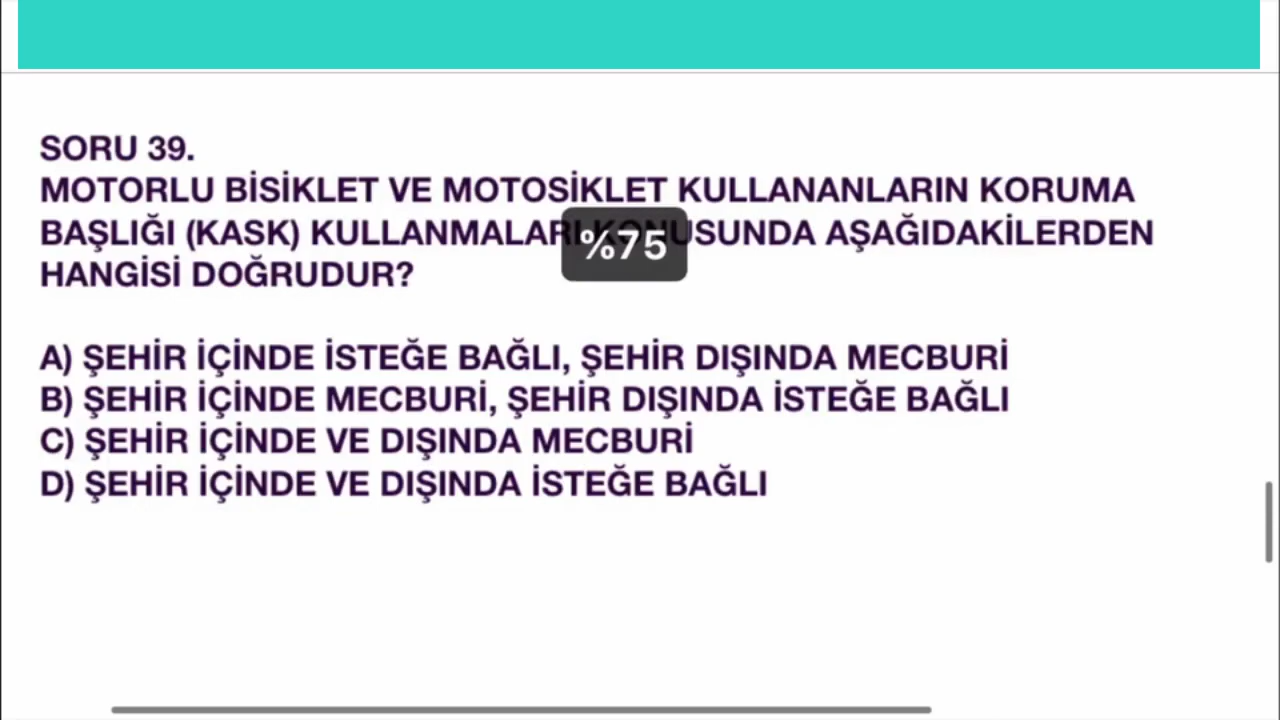 SORU 39.
MOTORLU BİSİKLET VE MOTOSİKLET KULLANANLARIN KORUMA
BAŞLIĞI (KASK) KULLANMALARI KONUSUNDA AŞAĞIDAKİLERDEN
%75
HANGİSİ DOĞRUDUR?
A) ŞEHİR İÇİNDE İSTEĞE BAĞLI, ŞEHİR DIŞINDA MECBURİ
B) ŞEHİR İÇİNDE MECBURİ, ŞEHİR DIŞINDA İSTEĞE BAĞLI
C) ŞEHİR İÇİNDE VE DIŞINDA MECBURİ
D) ŞEHİR İÇİNDE VE DIŞINDA İSTEĞE BAĞLI